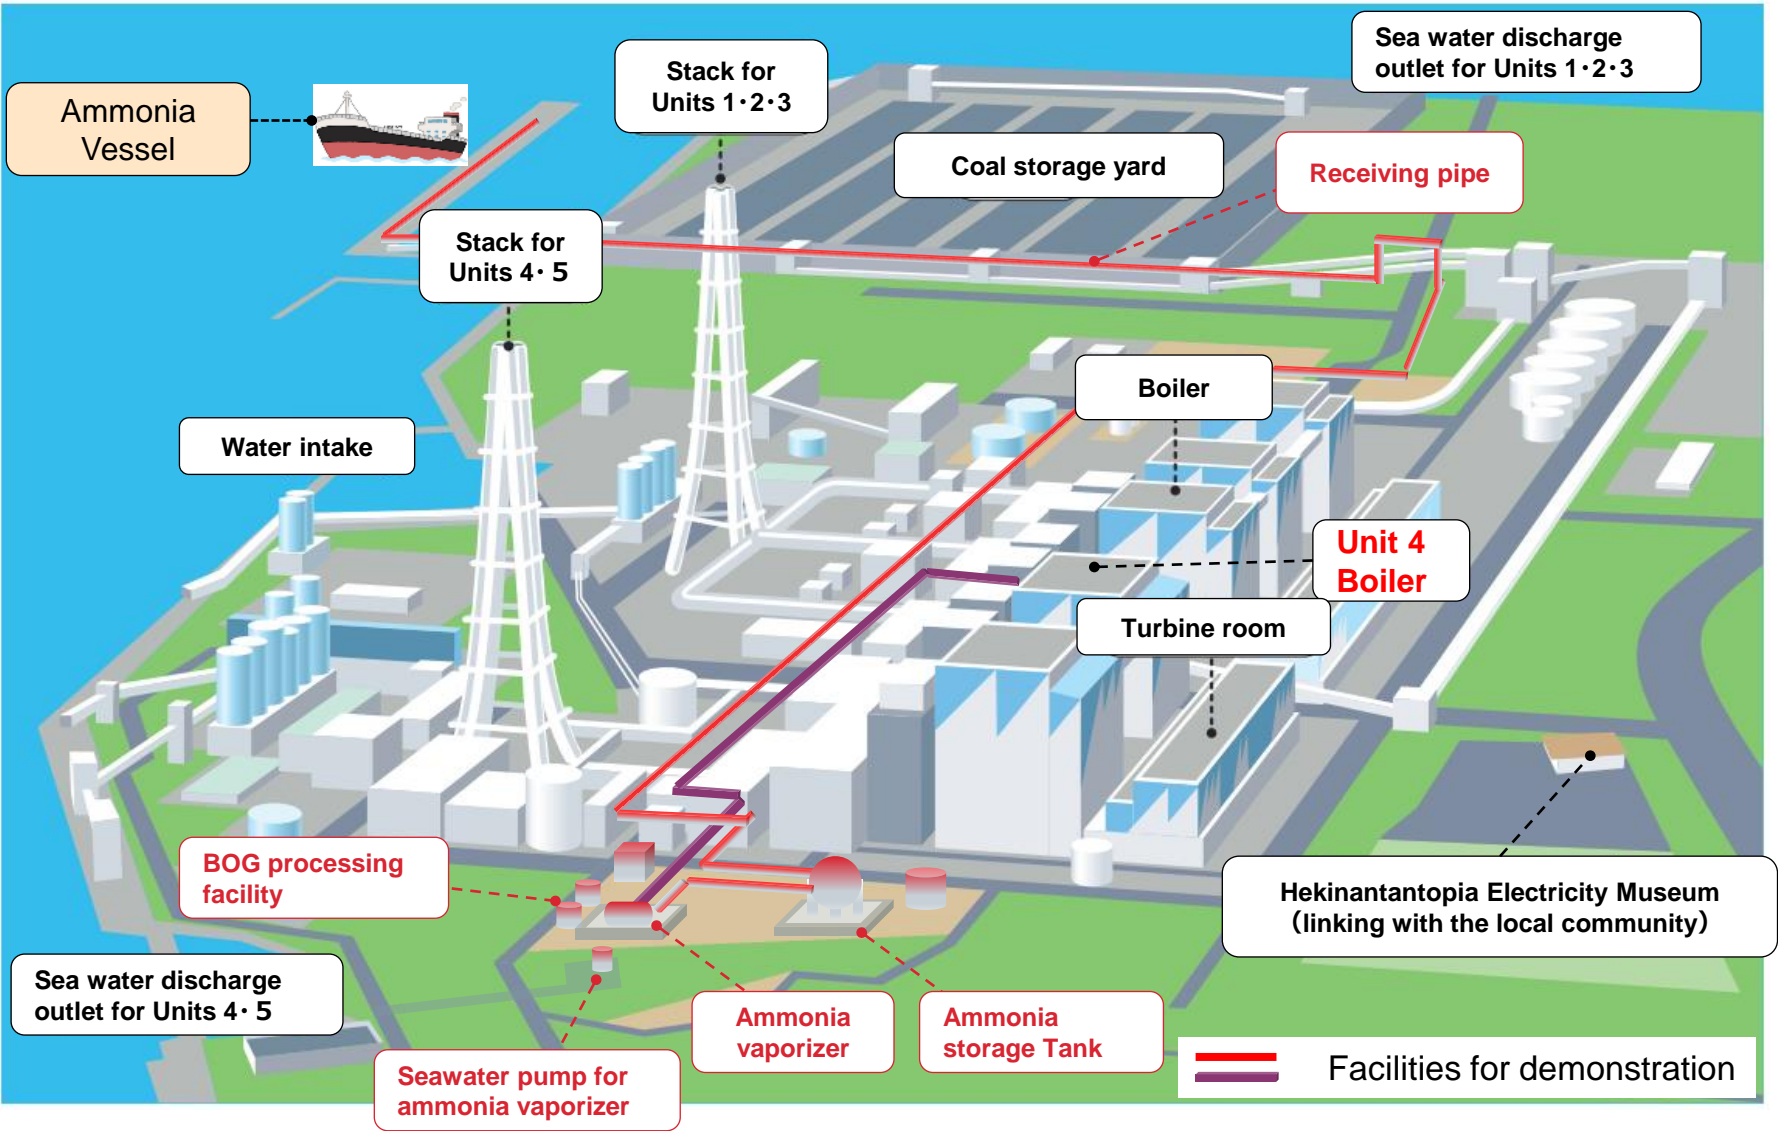 Sea water discharge
outlet for Units 1・2・3
Stack for
Units 1・2・3
Ammonia
Vessel
Coal storage yard
Receiving pipe
Stack for
Units 4・5
Boiler
Water intake
Unit 4
Boiler
Turbine room
BOG processing
facility
Hekinantantopia Electricity Museum
(linking with the local community)
Sea water discharge
outlet for Units 4・5
Ammonia
vaporizer
Ammonia
storage Tank
Seawater pump for
ammonia vaporizer
Facilities for demonstration